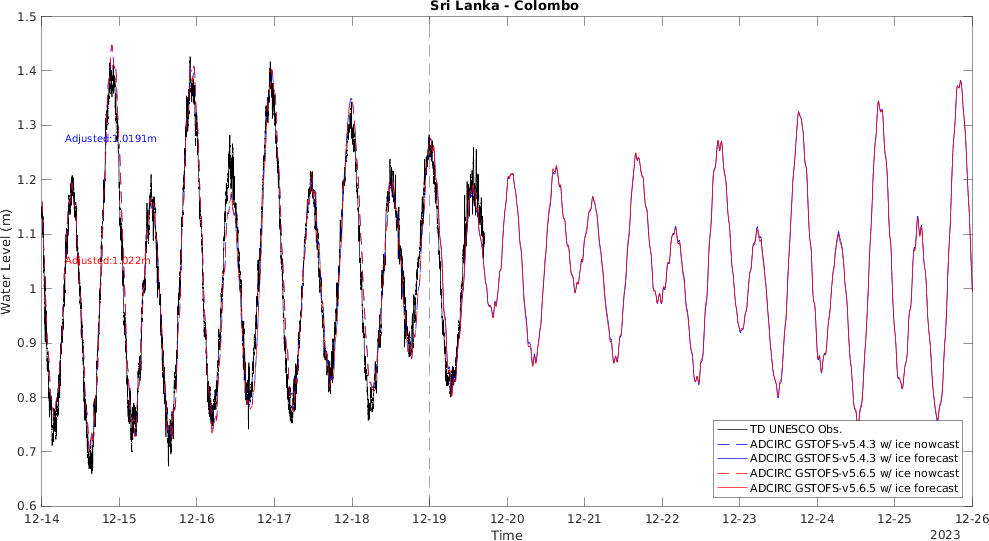 Sri Lanka - Colombo
1.5
1.4
1.3
1.2
1.1
1
0.9
0.8
0.7
0.6
Water Level (m)
Adjusted:1.0191m
Adjusted:1.022m
TD UNESCO Obs.
ADCIRC GSTOFS-v5.4.3 w/ ice nowcast
ADCIRC GSTOFS-v5.4.3 w/ ice forecast
ADCIRC GSTOFS-v5.6.5 w/ ice nowcast
ADCIRC GSTOFS-v5.6.5 w/ ice forecast
12-14 12-15 12-16 12-17 12-18 12-19 12-20 12-21 12-22 12-23 12-24 12-25 12-26
Time
2023